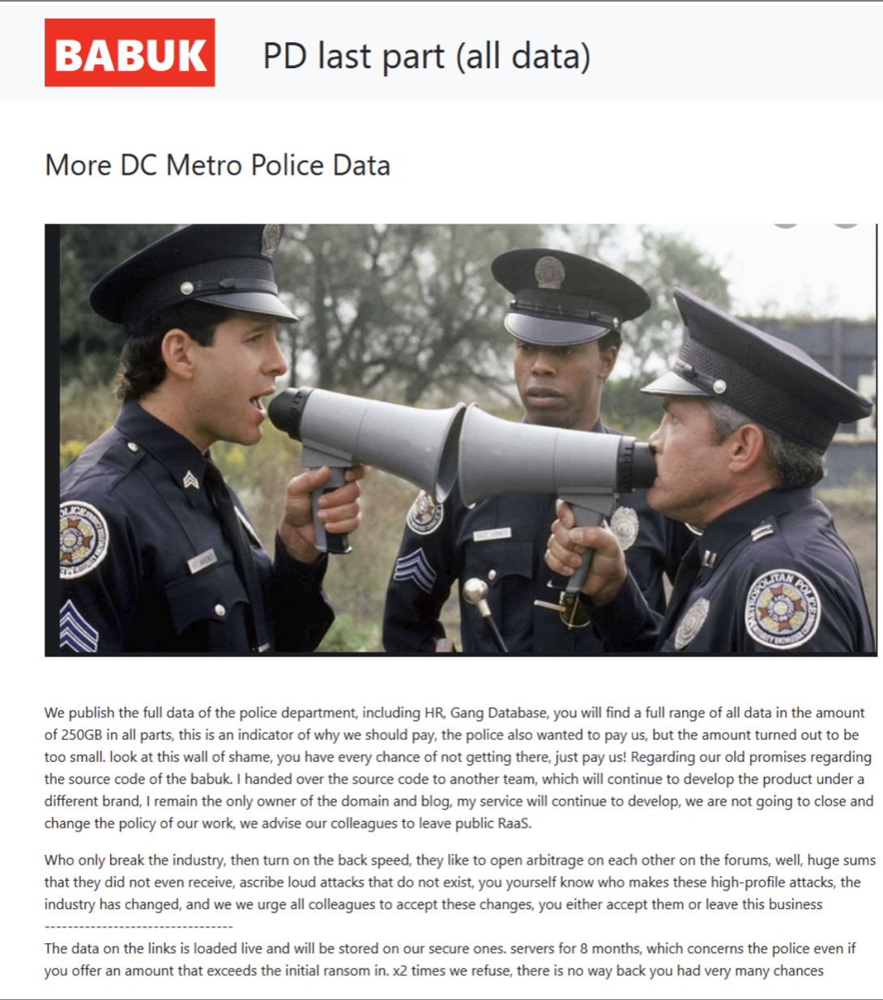 BABUK
PD last part (all data)
More DC Metro Police Data
POLICE
METROPOLITAN POLICE
We publish the full data of the police department, including HR, Gang Database, you will find a full range of all data in the amount
of 250GB in all parts, this is an indicator of why we should pay, the police also wanted to pay us, but the amount turned out to be
too small. look at this wall of shame, you have every chance of not getting there, just pay us! Regarding our old promises regarding
the source code of the babuk. I handed over the source code to another team, which will continue to develop the product under a
different brand, I remain the only owner of the domain and blog, my service will continue to develop, we are not going to close and
change the policy of our work, we advise our colleagues to leave public RaaS.
Who only break the industry, then turn on the back speed, they like to open arbitrage on each other on the forums, well, huge sums
that they did not even receive, ascribe loud attacks that do not exist, you yourself know who makes these high-profile attacks, the
industry has changed, and we we urge all colleagues to accept these changes, you either accept them or leave this business
---------------------------------
The data on the links is loaded live and will be stored on our secure ones. servers for 8 months, which concerns the police even if
you offer an amount that exceeds the initial ransom in. x2 times we refuse, there is no way back you had very many chances